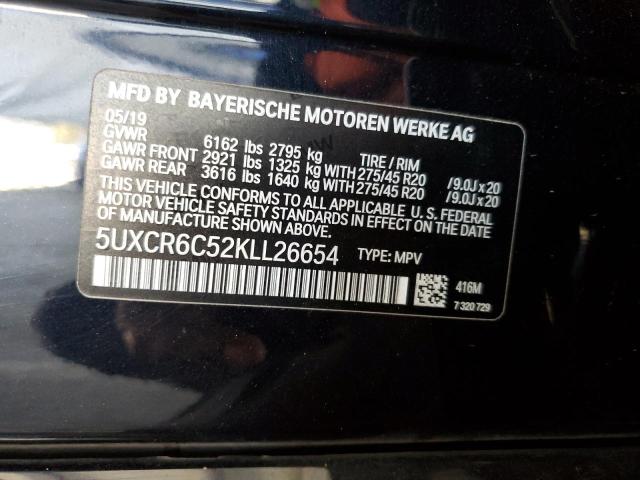 MFD BY BAYERISCHE MOTOREN WERKE AG
05/19
GVWR 6162 lbs 2795 kg TIRE / RIM
GAWR FRONT 2921 lbs 1325 kg WITH 275/45 R20 /9.0J x 20
GAWR REAR 3616 lbs 1640 kg WITH 275/45 R20 /9.0J x 20
THIS VEHICLE CONFORMS TO ALL APPLICABLE U.S. FEDERAL
MOTOR VEHICLE SAFETY STANDARDS IN EFFECT ON THE DATE OF
MANUFACTURE SHOWN ABOVE.
5UXCR6C52KLL26654 TYPE: MPV
416M
7 320 729